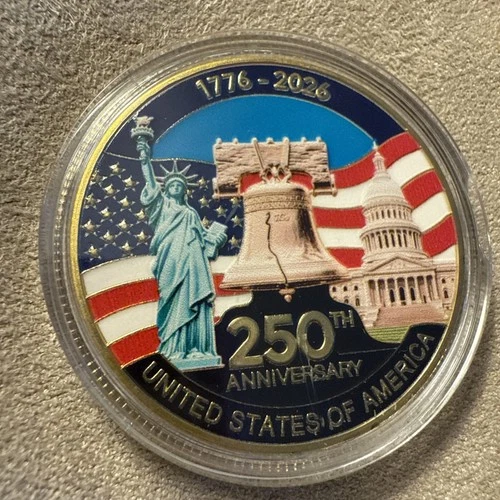 1776 - 2026
250TH
ANNIVERSARY
UNITED STATES OF AMERICA